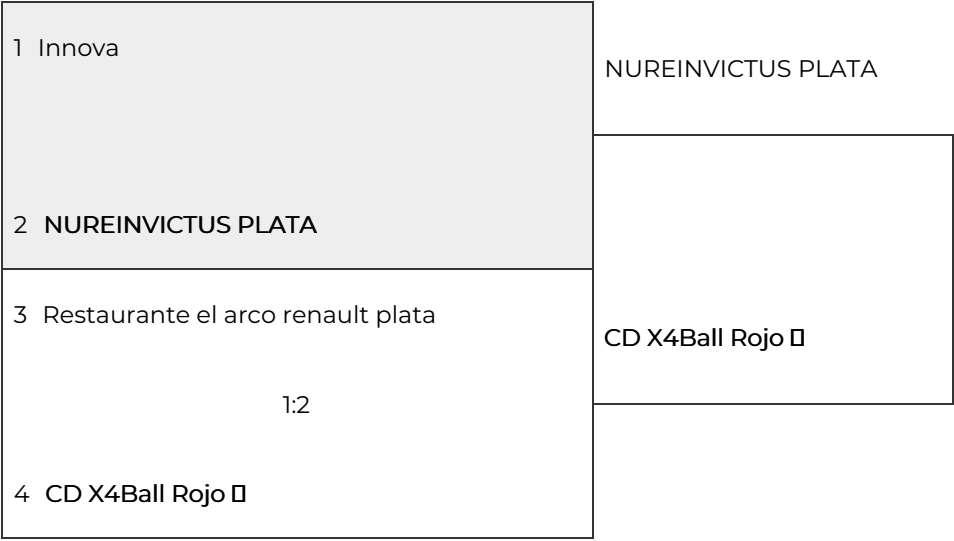 1 Innova
NUREINVICTUS PLATA
2 NUREINVICTUS PLATA
3 Restaurante el arco renault plata
CD X4Ball Rojo
1:2
4 CD X4Ball Rojo